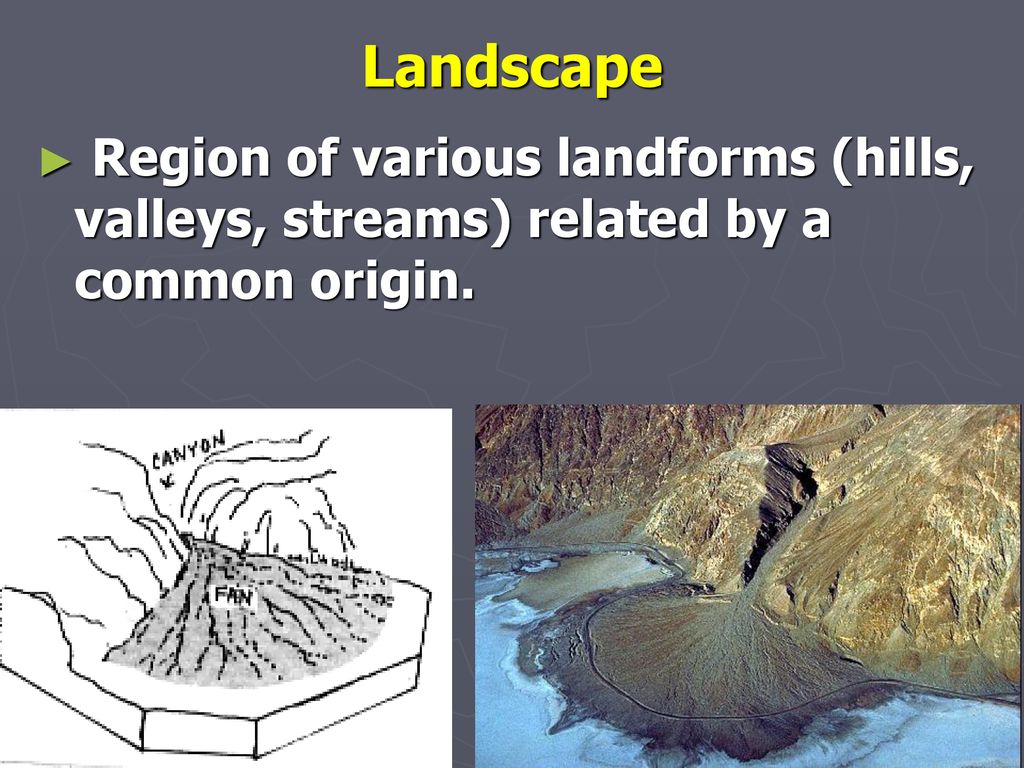 Landscape
► Region of various landforms (hills,
valleys, streams) related by a
common origin.
CANYON
FAN